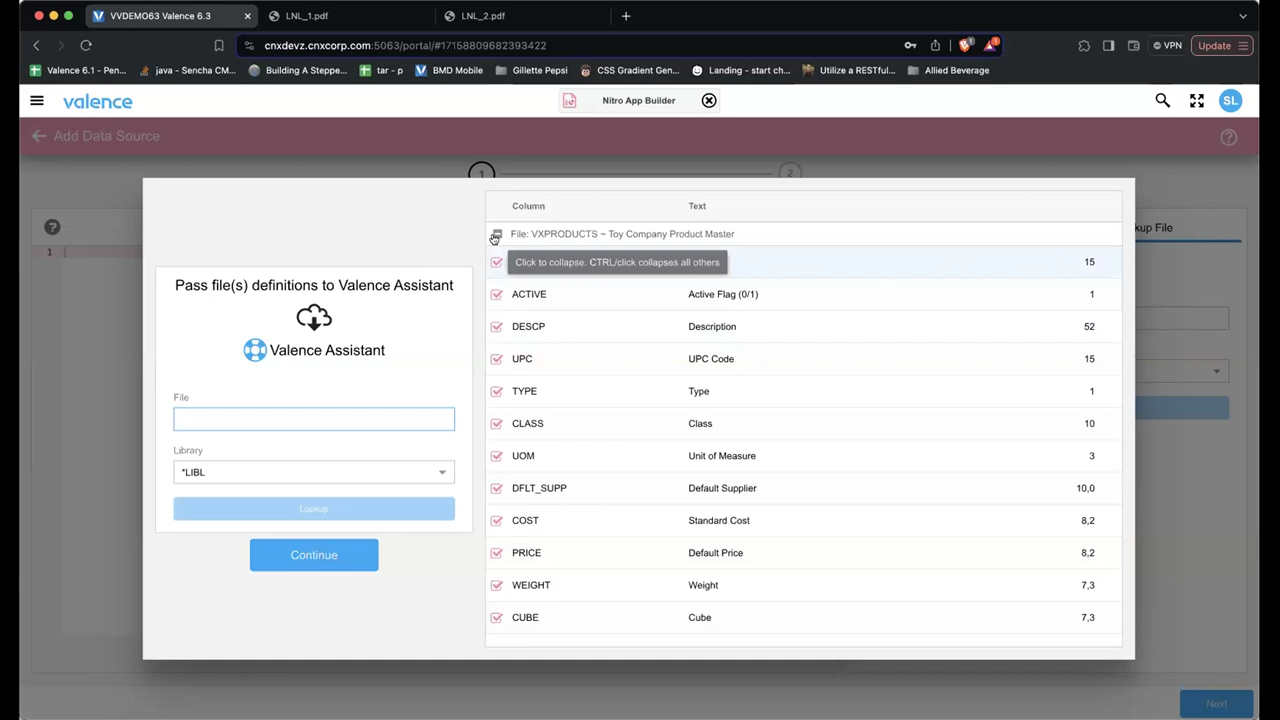 VVDEMO63 Valence 6.3
LNL_1.pdf
LNL_2.pdf
cnxdevz.cnxcorp.com:5063/portal/#17158809682393422
VPN
Update
Valence 6.1 - Pen...
java - Sencha CM...
Building A Steppe...
tar - p
BMD Mobile
Gillette Pepsi
CSS Gradient Gen...
Landing - start ch...
Utilize a RESTful...
Allied Beverage
valence
Nitro App Builder
SL
Add Data Source
1
2
kup File
1
Pass file(s) definitions to Valence Assistant
Valence Assistant
File
Library
*LIBL
Lookup
Continue
Column Text
File: VXPRODUCTS ~ Toy Company Product Master
Click to collapse. CTRL/click collapses all others
15
ACTIVE Active Flag (0/1) 1
DESCP Description 52
UPC UPC Code 15
TYPE Type 1
CLASS Class 10
UOM Unit of Measure 3
DFLT_SUPP Default Supplier 10,0
COST Standard Cost 8,2
PRICE Default Price 8,2
WEIGHT Weight 7,3
CUBE Cube 7,3
Next